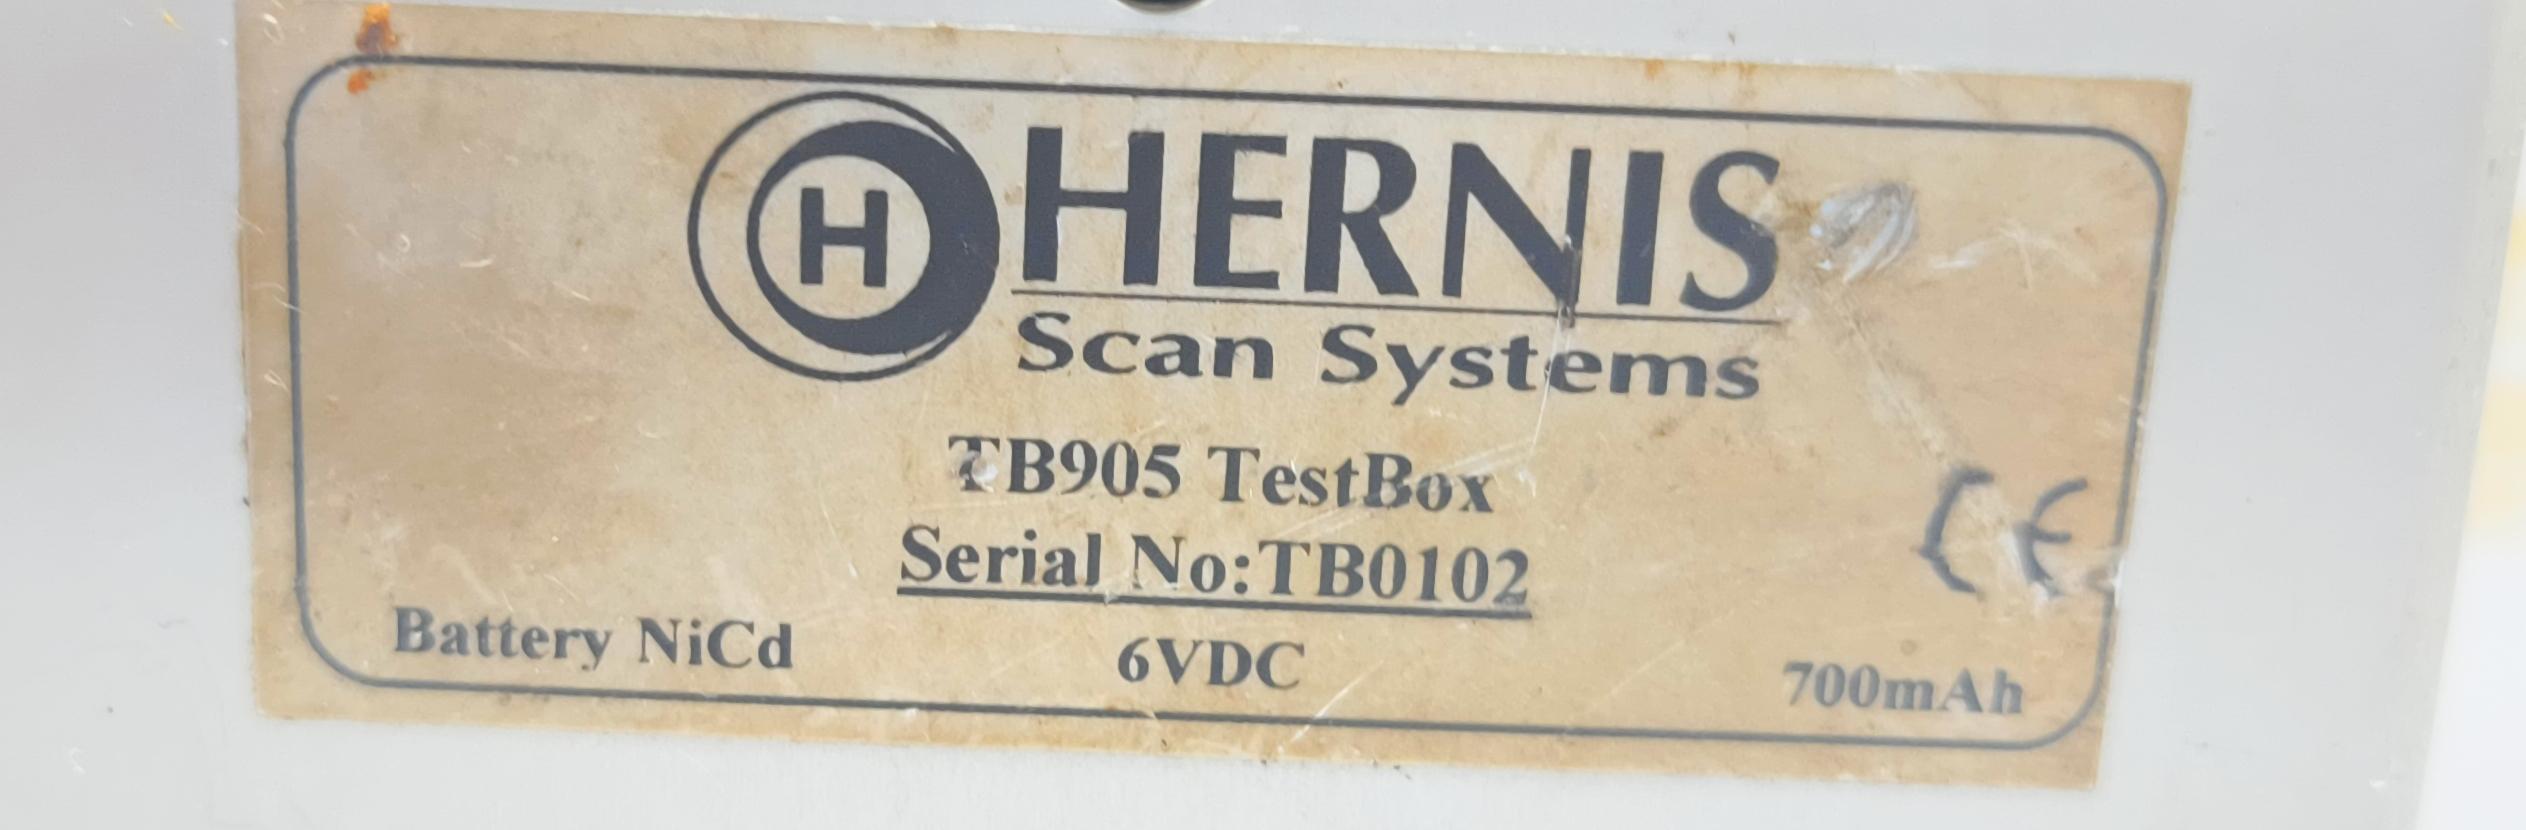 H HERNIS
Scan Systems
TB905 TestBox
Serial No:TB0102
CE
Battery NiCd 6VDC 700mAh